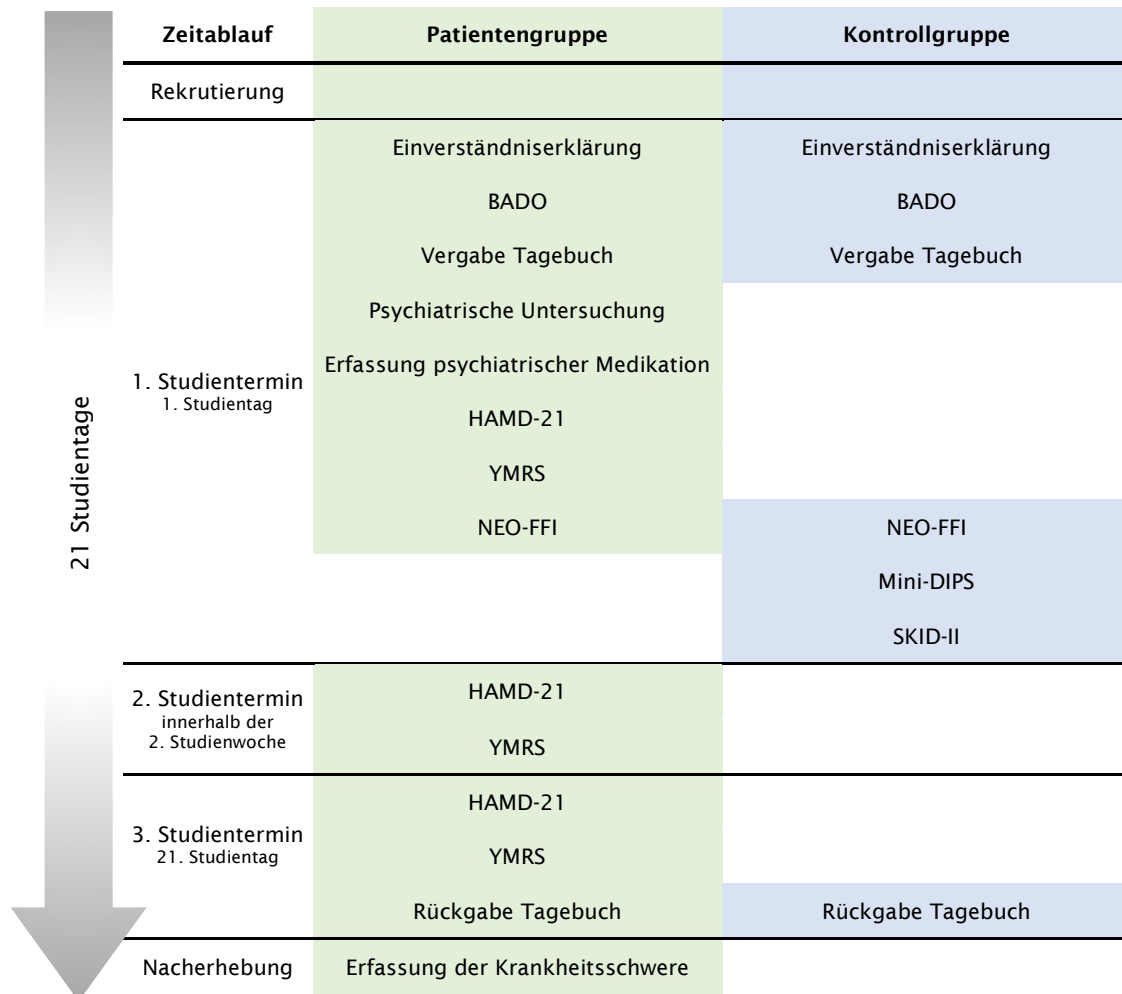 Zeitablauf Patientengruppe Kontrollgruppe
Rekrutierung
Einverständniserklärung Einverständniserklärung
BADO BADO
Vergabe Tagebuch Vergabe Tagebuch
Psychiatrische Untersuchung
Erfassung psychiatrischer Medikation
1. Studientermin
1. Studientag
HAMD-21
YMRS
NEO-FFI NEO-FFI
Mini-DIPS
SKID-II
21 Studientage
2. Studientermin
innerhalb der
2. Studienwoche
HAMD-21
YMRS
3. Studientermin
21. Studientag
HAMD-21
YMRS
Rückgabe Tagebuch Rückgabe Tagebuch
Nacherhebung Erfassung der Krankheitsschwere